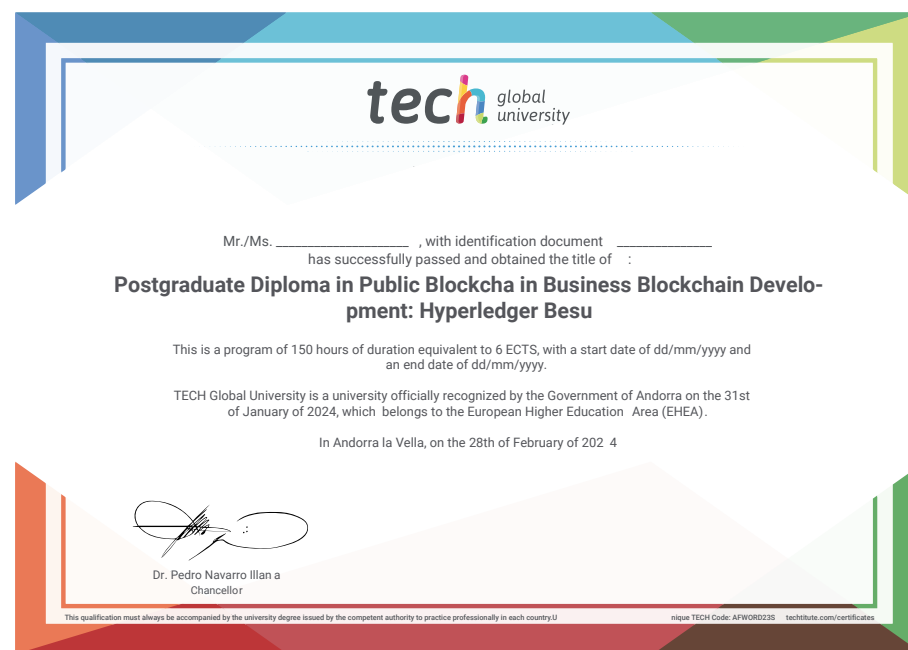 tech global
university
Mr./Ms. _____________________ , with identification document _______________
has successfully passed and obtained the title of :
Postgraduate Diploma in Public Blockcha in Business Blockchain Develo-
pment: Hyperledger Besu
This is a program of 150 hours of duration equivalent to 6 ECTS, with a start date of dd/mm/yyyy and
an end date of dd/mm/yyyy.
TECH Global University is a university officially recognized by the Government of Andorra on the 31st
of January of 2024, which belongs to the European Higher Education Area (EHEA).
In Andorra la Vella, on the 28th of February of 202 4
Dr. Pedro Navarro Illan a
Chancellor
This qualification must always be accompanied by the university degree issued by the competent authority to practice professionally in each country.U nique TECH Code: AFWORD23S techtitute.com/certificates